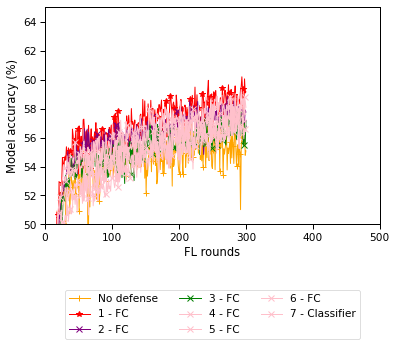 64
62
60
58
56
54
52
50
Model accuracy (%)
0 100 200 300 400 500
FL rounds
No defense 3 - FC 6 - FC
1 - FC 4 - FC 7 - Classifier
2 - FC 5 - FC